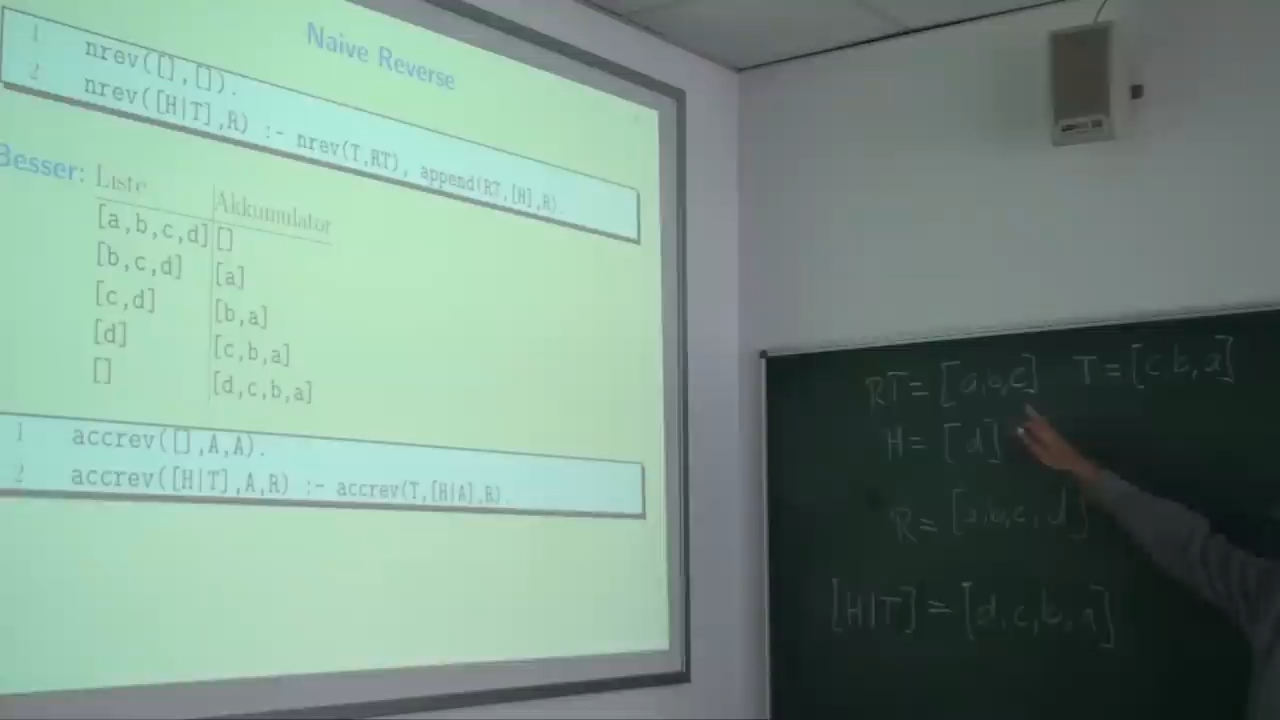 Naive Reverse
1 nrev([],[]).
2 nrev([H|T],R) :- nrev(T,RT), append(RT,[H],R).
Besser:
Liste Akkumulator
[a,b,c,d] []
[b,c,d] [a]
[c,d] [b,a]
[d] [c,b,a]
[] [d,c,b,a]
1 accrev([],A,A).
2 accrev([H|T],A,R) :- accrev(T,[H|A],R).
RT = [a,b,c] T = [c b, a]
H = [d]
R = [a,b,c, d]
[H|T] = [d,c,b,a]